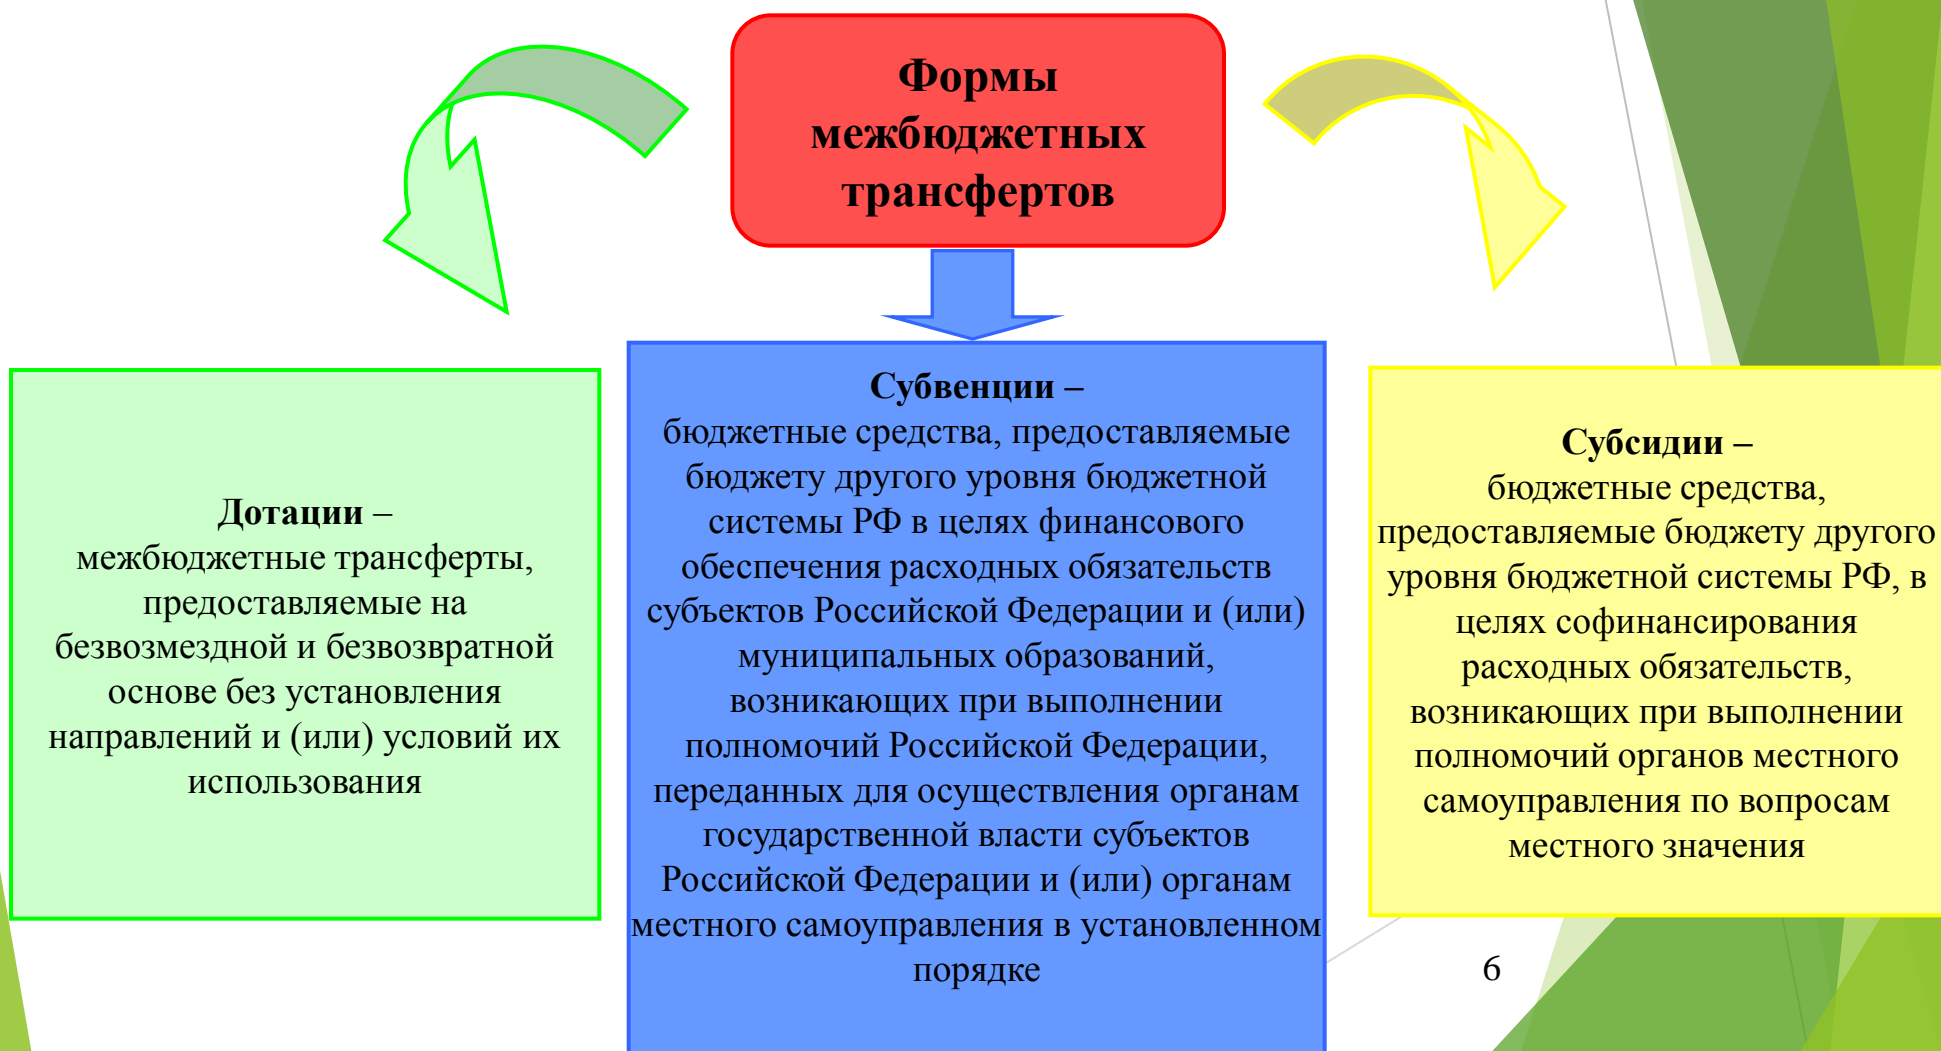 Формы
межбюджетных
трансфертов
Дотации –
межбюджетные трансферты,
предоставляемые на
безвозмездной и безвозвратной
основе без установления
направлений и (или) условий их
использования
Субвенции –
бюджетные средства, предоставляемые
бюджету другого уровня бюджетной
системы РФ в целях финансового
обеспечения расходных обязательств
субъектов Российской Федерации и (или)
муниципальных образований,
возникающих при выполнении
полномочий Российской Федерации,
переданных для осуществления органам
государственной власти субъектов
Российской Федерации и (или) органам
местного самоуправления в установленном
порядке
Субсидии –
бюджетные средства,
предоставляемые бюджету другого
уровня бюджетной системы РФ, в
целях софинансирования
расходных обязательств,
возникающих при выполнении
полномочий органов местного
самоуправления по вопросам
местного значения
6